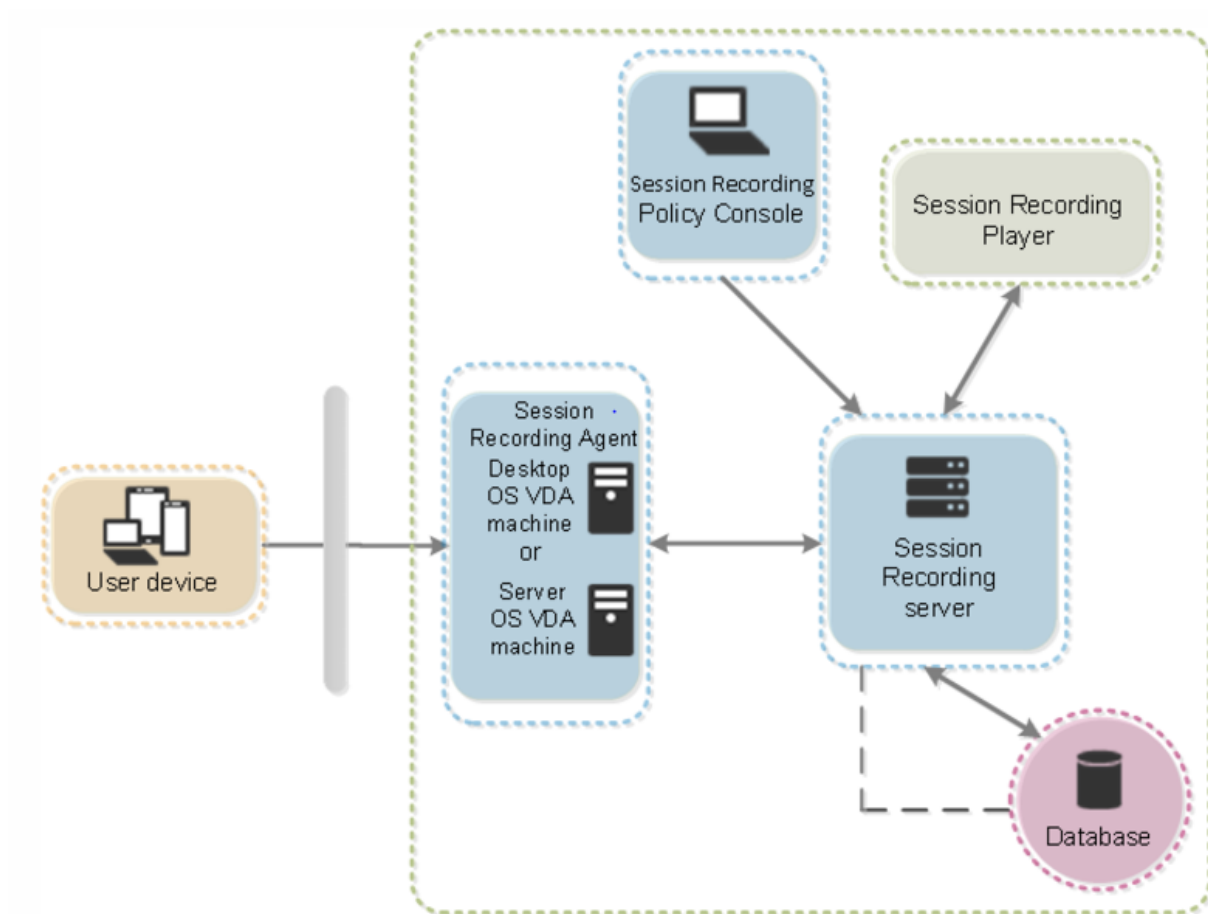 Session Recording
Policy Console
Session Recording
Player
Session
Recording Agent
Desktop
OS VDA
machine
or
Server
OS VDA
machine
User device
Session
Recording
server
Database